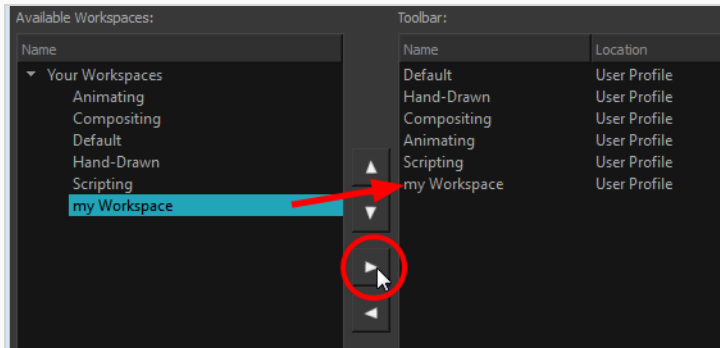 Available Workspaces:
Name
Your Workspaces
Animating
Compositing
Default
Hand-Drawn
Scripting
my Workspace
Toolbar:
Name Location
Default User Profile
Hand-Drawn User Profile
Compositing User Profile
Animating User Profile
Scripting User Profile
my Workspace User Profile